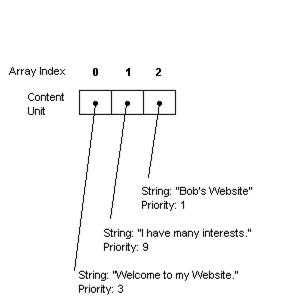 Array Index 0 1 2
Content
Unit
String: "Bob's Website"
Priority: 1
String: "I have many interests."
Priority: 9
String: "Welcome to my Website."
Priority: 3